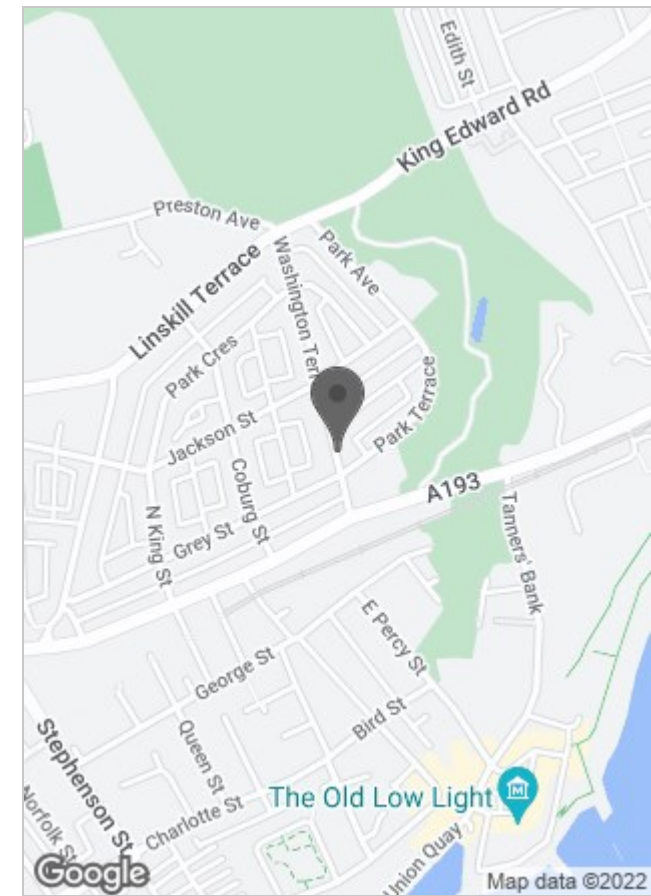 Edith St
King Edward Rd
Preston Ave
Park Ave
Washington Terr
Linskill Terrace
Park Cres
Park Terrace
Jackson St
Coburg St
A193
N King St
Grey St
Tanners' Bank
E Percy St
George St
Bird St
Queen St
Stephenson St
The Old Low Light
M
Charlotte St
Norfolk St
Union Quay
Google
Map data ©2022